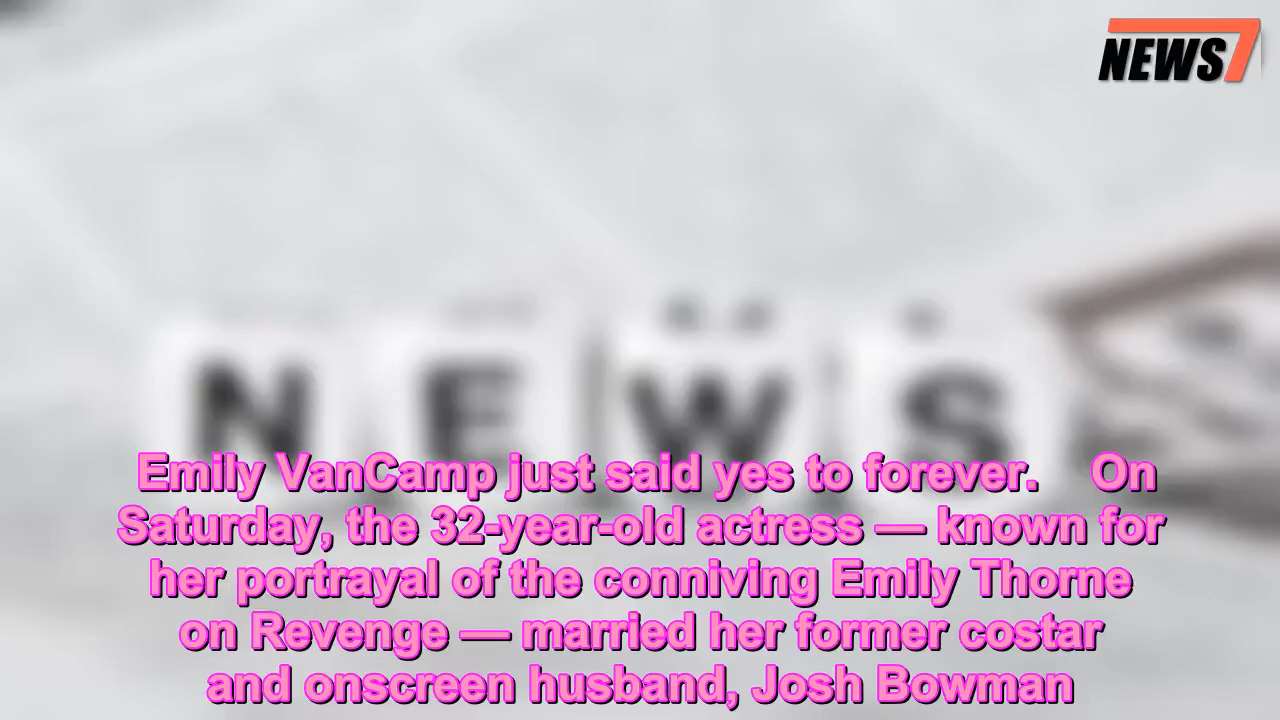 NEWS7
NEWS
Emily VanCamp just said yes to forever. On
Saturday, the 32-year-old actress — known for
her portrayal of the conniving Emily Thorne
on Revenge — married her former costar
and onscreen husband, Josh Bowman